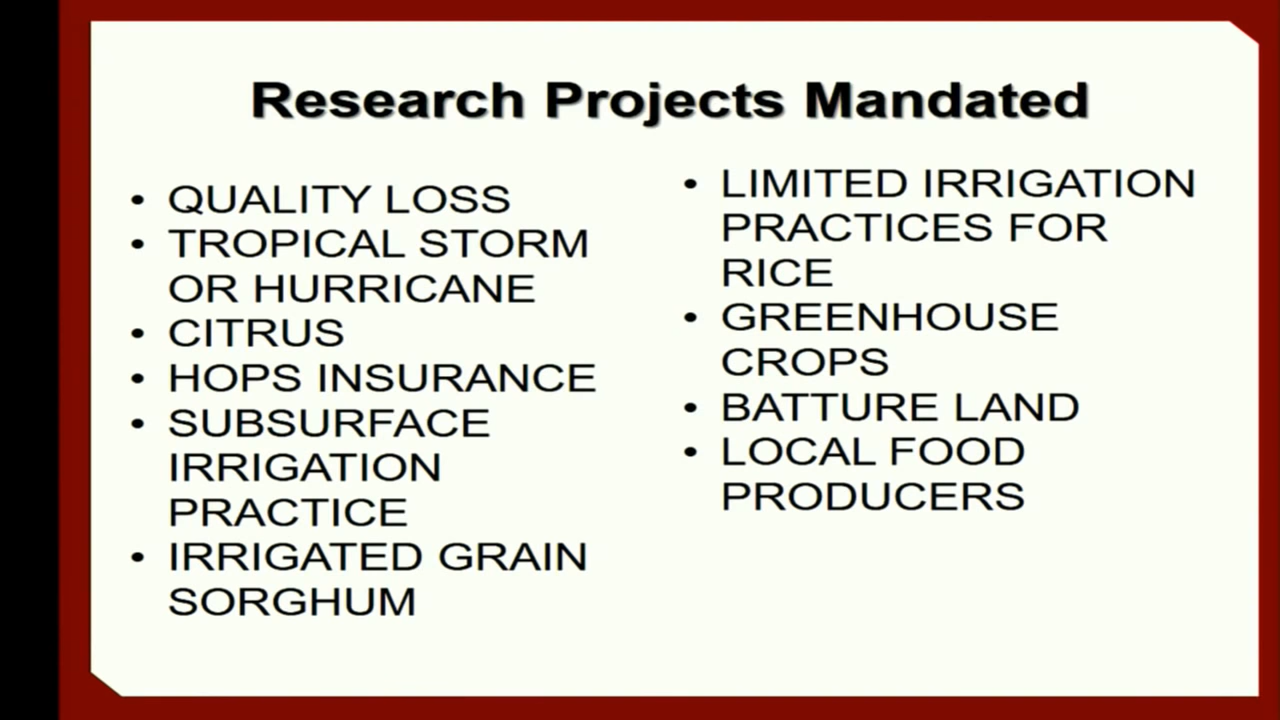 Research Projects Mandated
• QUALITY LOSS
• TROPICAL STORM
OR HURRICANE
• CITRUS
• HOPS INSURANCE
• SUBSURFACE
IRRIGATION
PRACTICE
• IRRIGATED GRAIN
SORGHUM
• LIMITED IRRIGATION
PRACTICES FOR
RICE
• GREENHOUSE
CROPS
• BATTURE LAND
• LOCAL FOOD
PRODUCERS